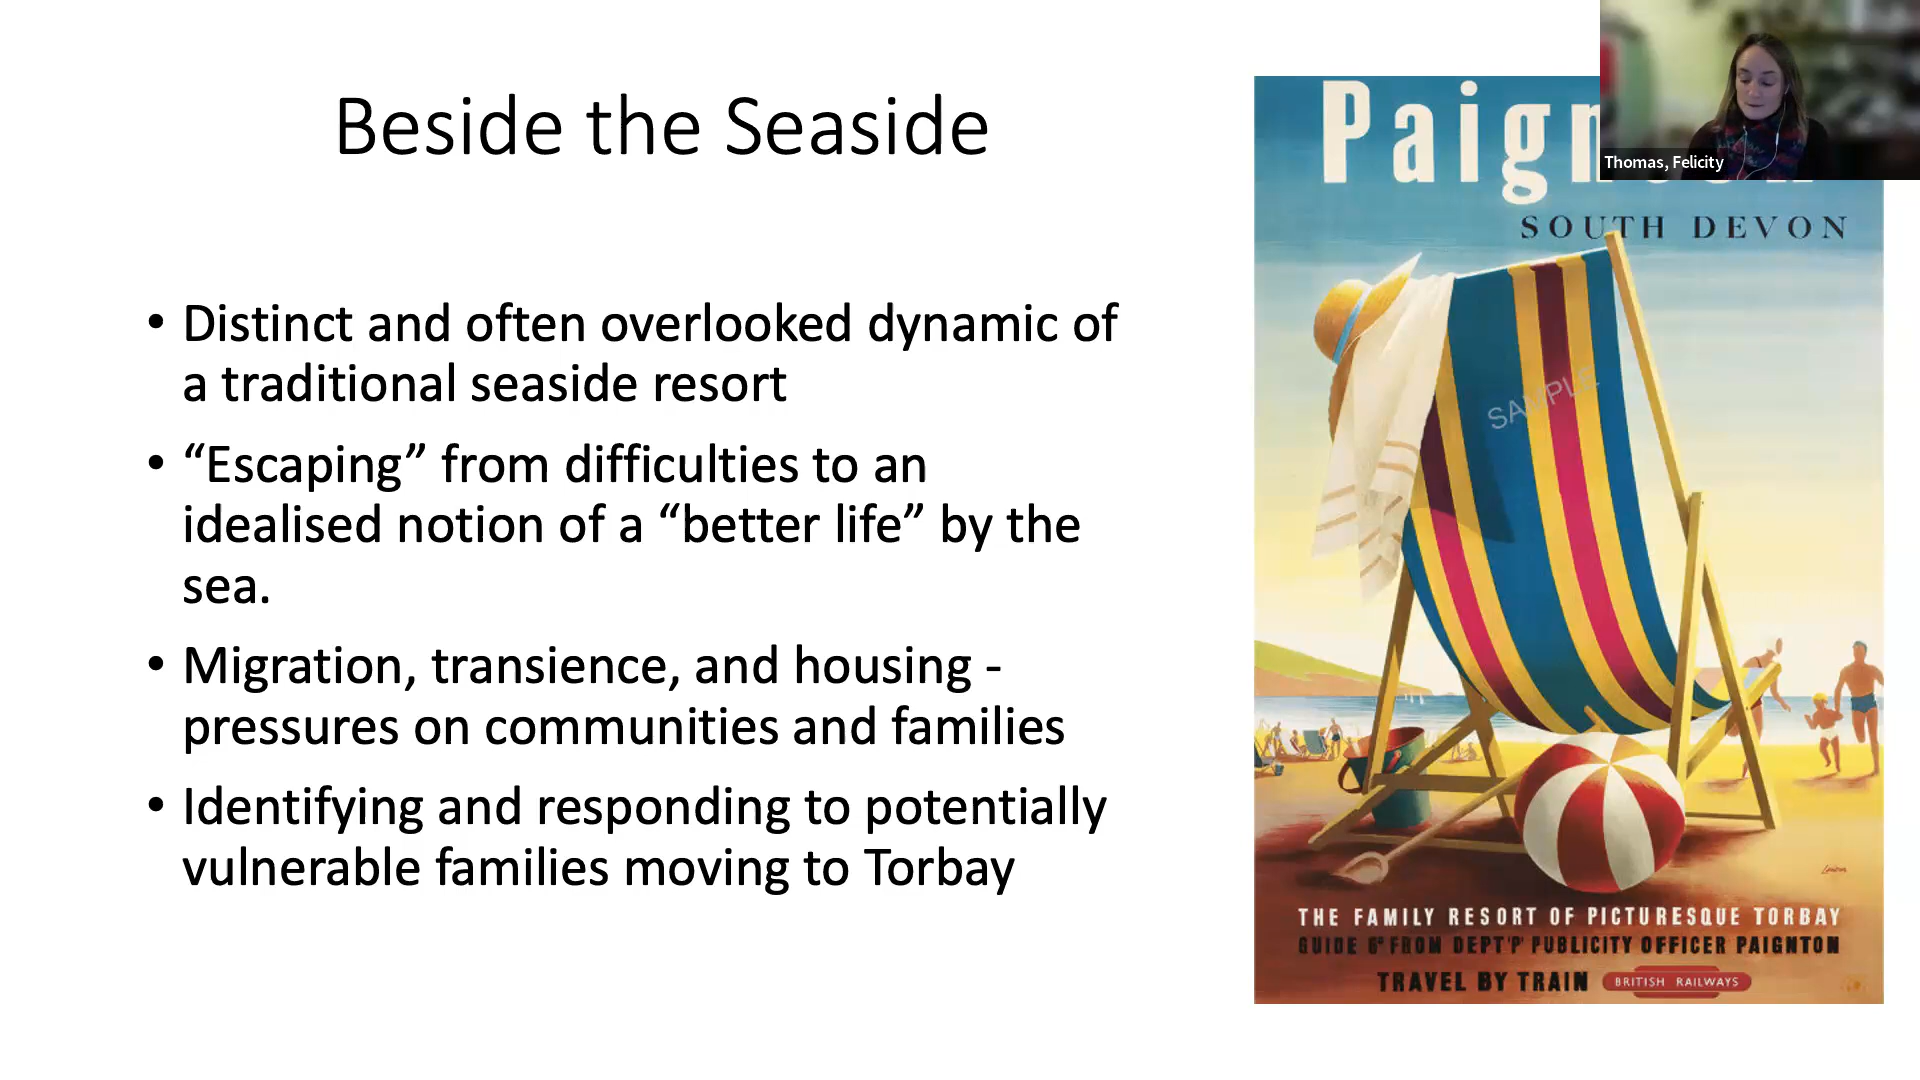 Beside the Seaside
• Distinct and often overlooked dynamic of
a traditional seaside resort
• “Escaping” from difficulties to an
idealised notion of a “better life” by the
sea.
• Migration, transience, and housing -
pressures on communities and families
• Identifying and responding to potentially
vulnerable families moving to Torbay
Thomas, Felicity
SOUTH DEVON
SAMPLE
THE FAMILY RESORT OF PICTURESQUE TORBAY
GUIDE 6ᴰ FROM DEPT 'P' PUBLICITY OFFICER PAIGNTON
TRAVEL BY TRAIN BRITISH RAILWAYS